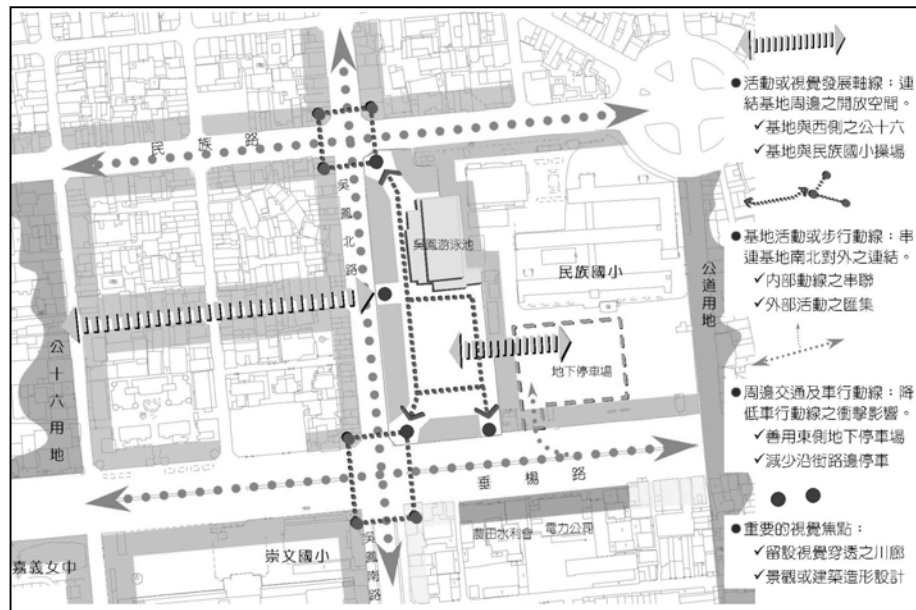 民族路
吳鳳北路
吳鳳游泳池
民族國小
公道用地
公十六用地
地下停車場
垂楊路
農田水利會
電力公司
崇文國小
嘉義女中
吳鳳南路
●活動或視覺發展軸線：連
結基地周邊之開放空間。
✓基地與西側之公十六
✓基地與民族國小操場
●基地活動或步行動線：串
連基地南北對外之連結。
✓內部動線之串聯
✓外部活動之匯集
●周邊交通及車行動線：降
低車行動線之衝擊影響。
✓善用東側地下停車場
✓減少沿街路邊停車
●重要的視覺焦點：
✓留設視覺穿透之川廊
✓景觀或建築造形設計